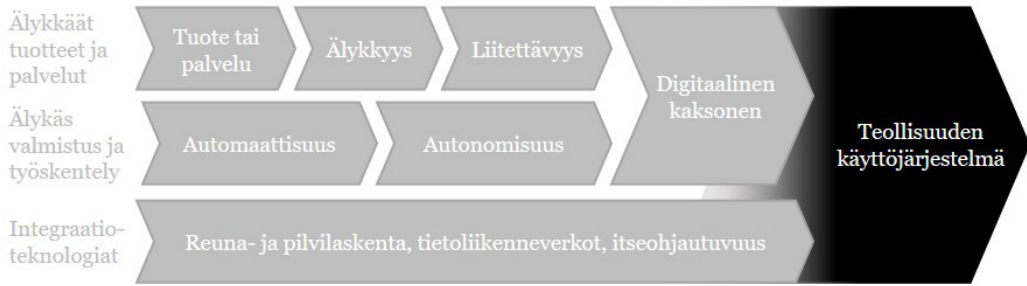 Älykkäät
tuotteet ja
palvelut
Tuote tai
palvelu
Älykkyys
Liitettävyys
Digitaalinen
kaksonen
Älykäs
valmistus ja
työskentely
Automaattisuus
Autonomisuus
Teollisuuden
käyttöjärjestelmä
Integraatio-
teknologiat
Reuna- ja pilvilaskenta, tietoliikenneverkot, itseohjautuvuus